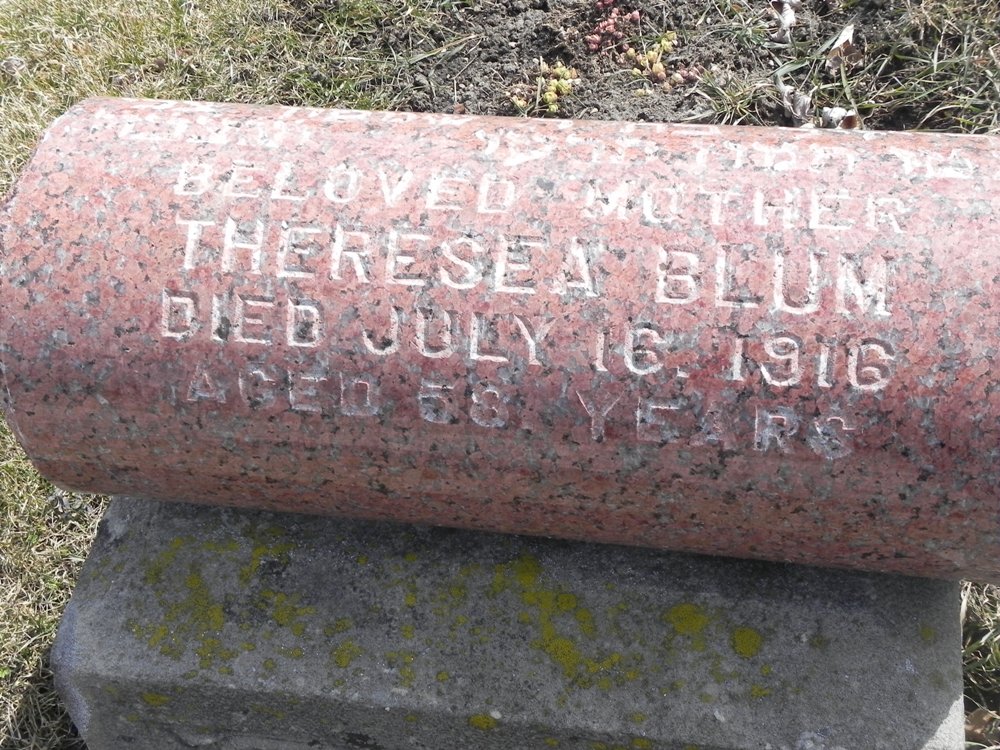 BELOVED MOTHER
THERESEA BLUM
DIED JULY 16, 1916
AGED 58 YEARS